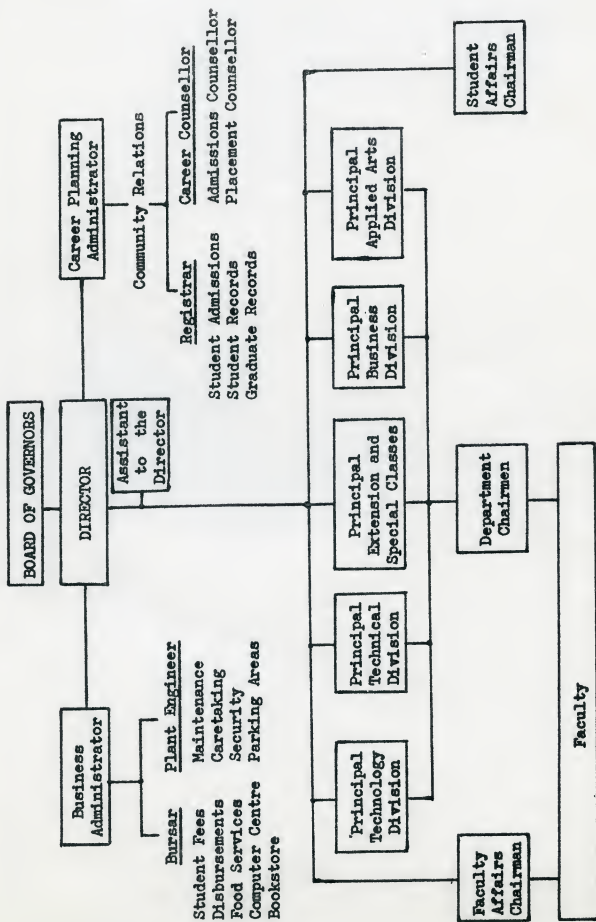 BOARD OF GOVERNORS
DIRECTOR
Assistant
to the
Director
Business
Administrator
Bursar
Student Fees
Disbursements
Food Services
Computer Centre
Bookstore
Plant Engineer
Maintenance
Caretaking
Security
Parking Areas
Career Planning
Administrator
Community Relations
Registrar
Student Admissions
Student Records
Graduate Records
Career Counsellor
Admissions Counsellor
Placement Counsellor
Faculty
Affairs
Chairman
Principal
Technology
Division
Principal
Technical
Division
Principal
Extension and
Special Classes
Principal
Business
Division
Principal
Applied Arts
Division
Student
Affairs
Chairman
Department
Chairmen
Faculty